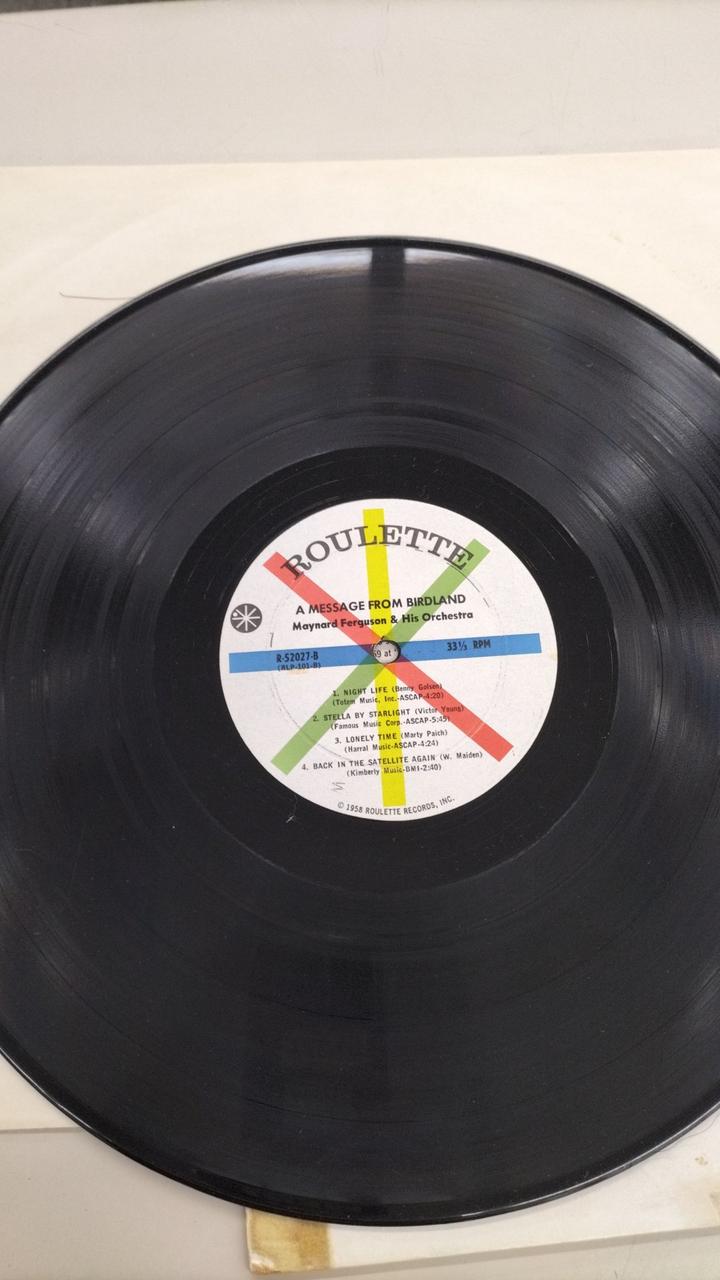 ROULETTE
A MESSAGE FROM BIRDLAND
Maynard Ferguson & His Orchestra
R-52027-B
33⅓ RPM
(RLP-101-B)
69 at
1. NIGHT LIFE (Benny Golsen)
(Totem Music, Inc.-ASCAP-4:20)
2. STELLA BY STARLIGHT (Victor Young)
(Famous Music Corp.-ASCAP-5:45)
3. LONELY TIME (Marty Paich)
(Harral Music-ASCAP-4:24)
4. BACK IN THE SATELLITE AGAIN (W. Maiden)
(Kimberly Music-BMI-2:40)
© 1958 ROULETTE RECORDS, INC.